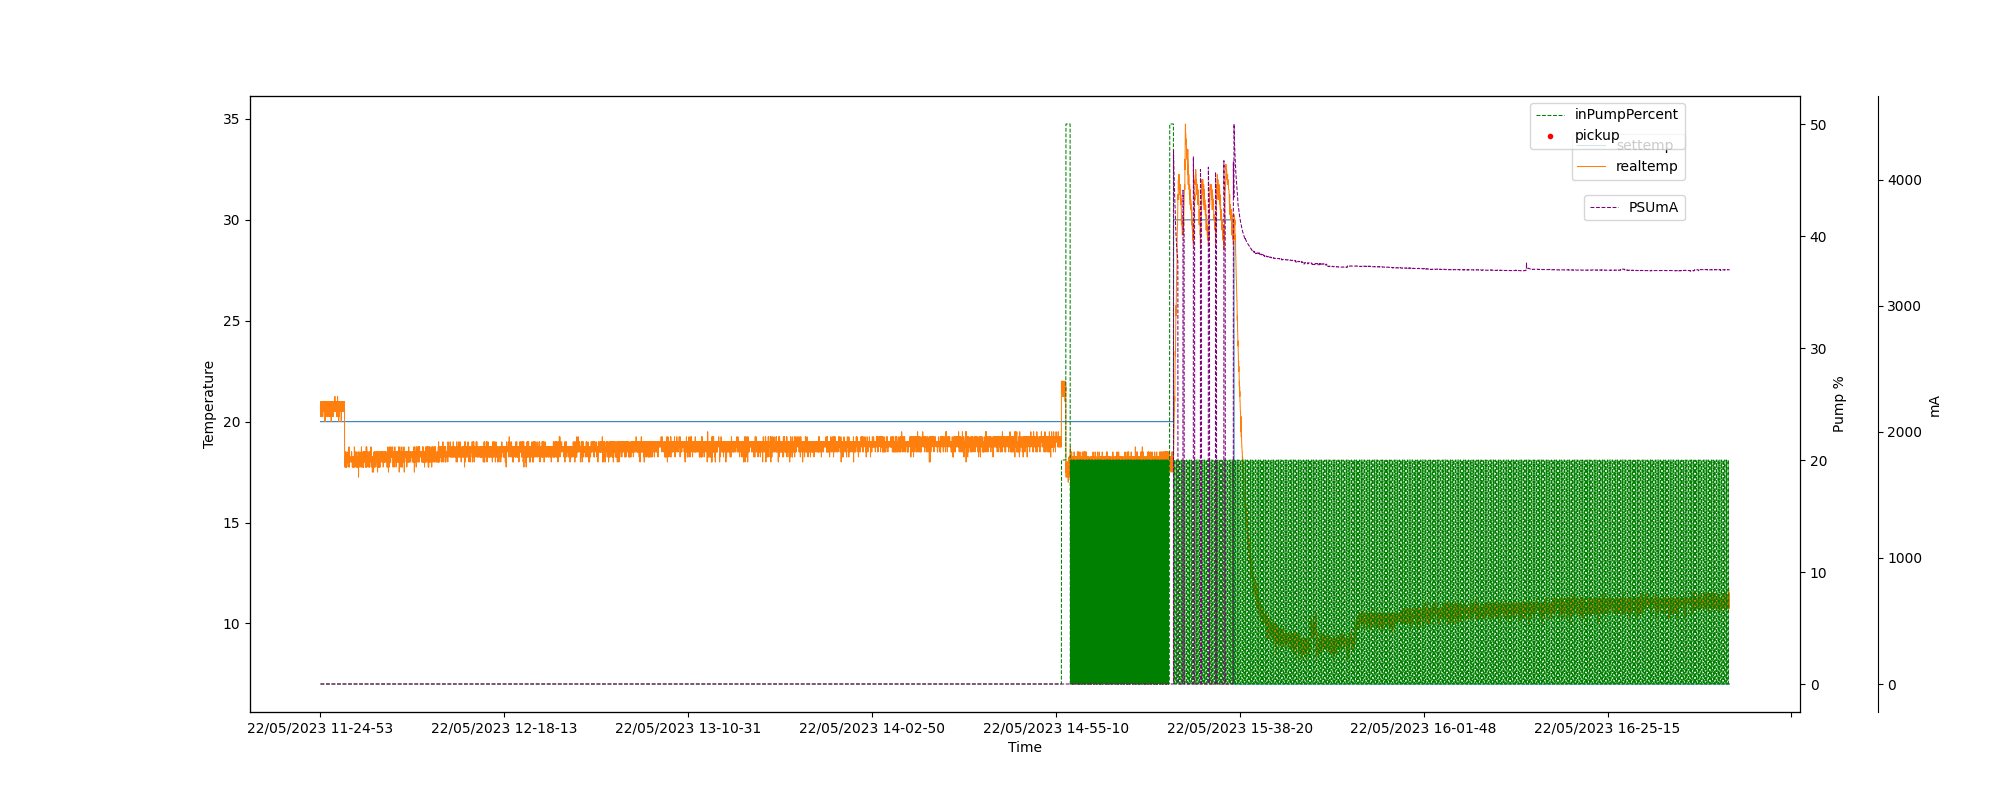 35
30
25
20
15
10
Temperature
inPumpPercent
pickup
settemp
realtemp
PSUmA
50
40
30
20
10
0
Pump %
4000
3000
2000
1000
0
mA
22/05/2023 11-24-53
22/05/2023 12-18-13
22/05/2023 13-10-31
22/05/2023 14-02-50
22/05/2023 14-55-10
22/05/2023 15-38-20
22/05/2023 16-01-48
22/05/2023 16-25-15
Time